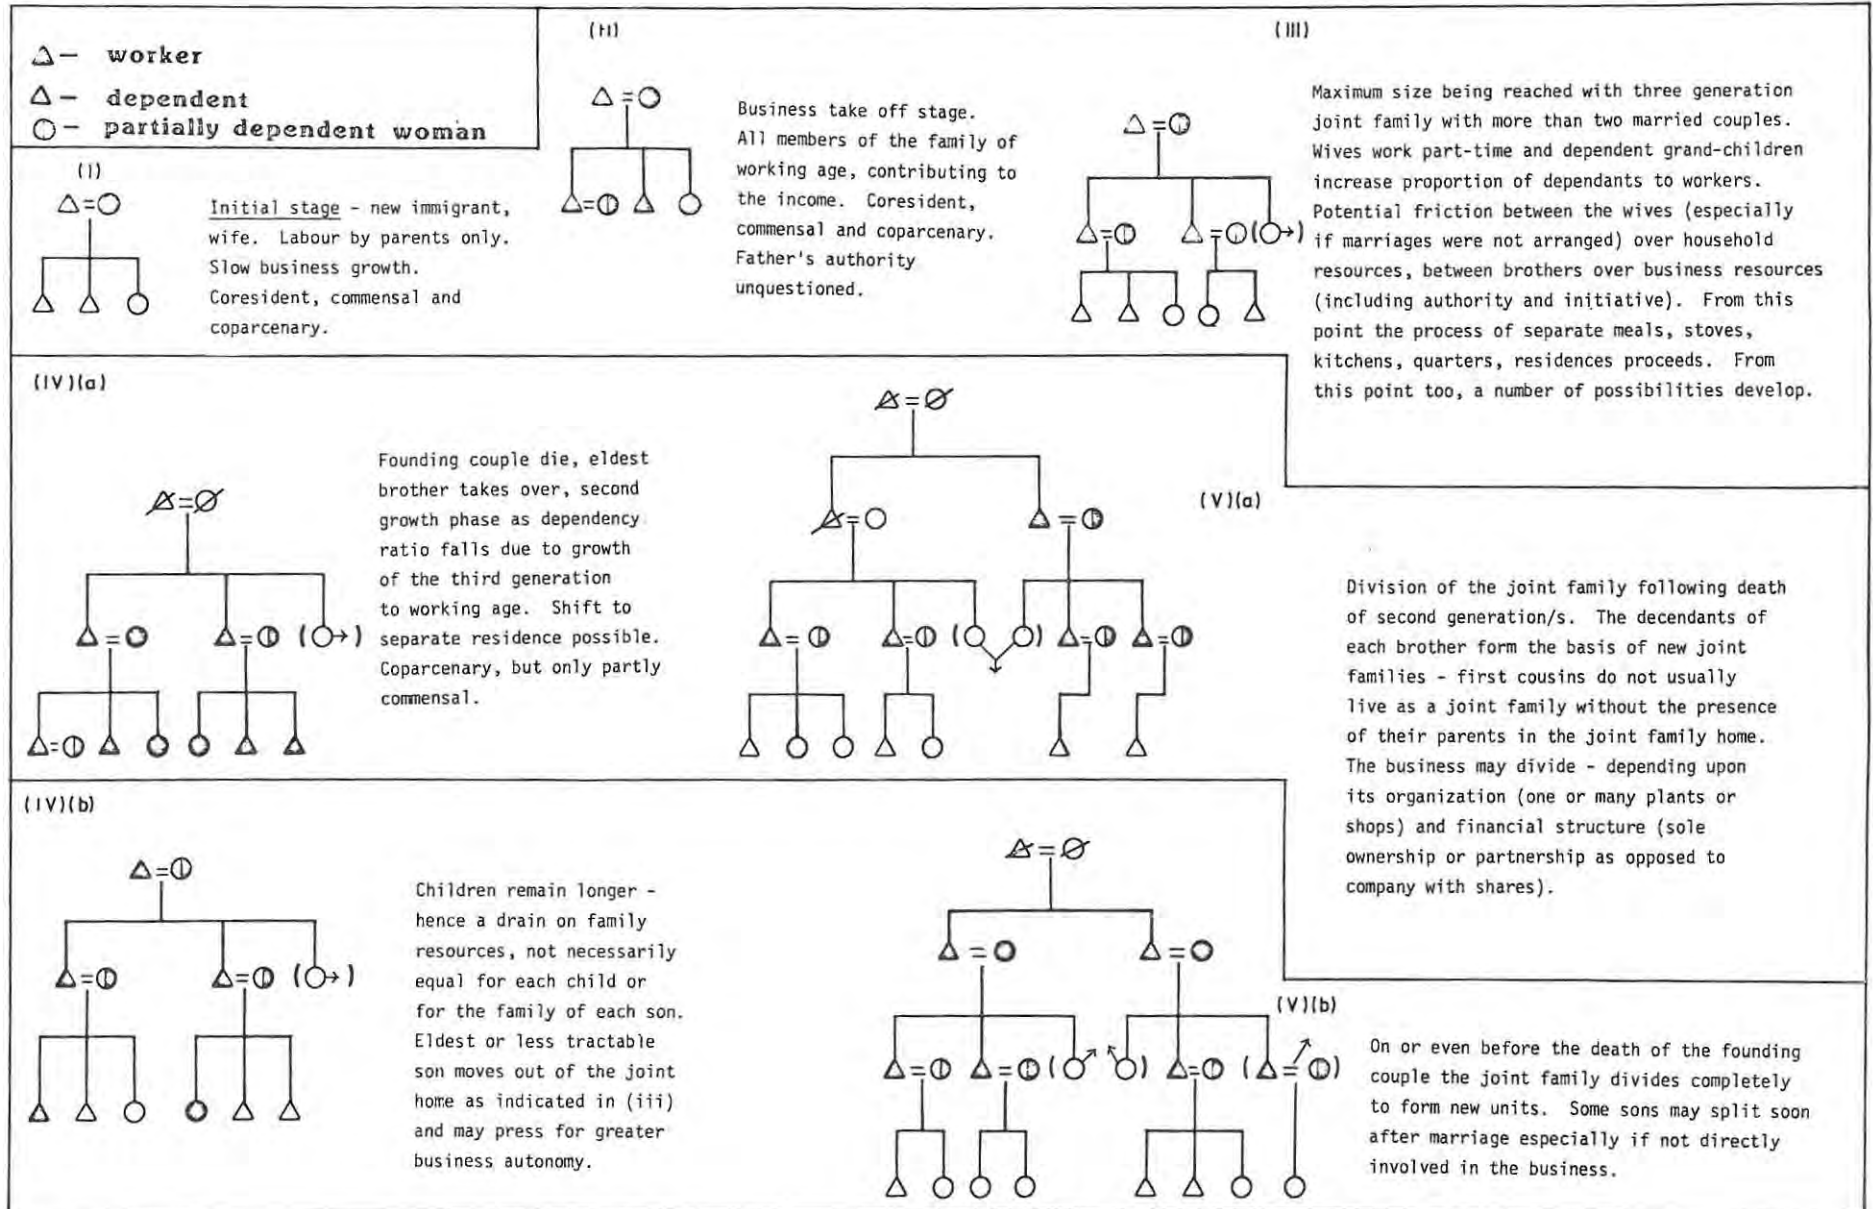 △ – worker
△ – dependent
◯ – partially dependent woman
(I)
Initial stage - new immigrant,
wife. Labour by parents only.
Slow business growth.
Coresident, commensal and
coparcenary.
(II)
Business take off stage.
All members of the family of
working age, contributing to
the income. Coresident,
commensal and coparcenary.
Father's authority
unquestioned.
(III)
Maximum size being reached with three generation
joint family with more than two married couples.
Wives work part-time and dependent grand-children
increase proportion of dependants to workers.
Potential friction between the wives (especially
if marriages were not arranged) over household
resources, between brothers over business resources
(including authority and initiative). From this
point the process of separate meals, stoves,
kitchens, quarters, residences proceeds. From
this point too, a number of possibilities develop.
(IV)(a)
Founding couple die, eldest
brother takes over, second
growth phase as dependency
ratio falls due to growth
of the third generation
to working age. Shift to
separate residence possible.
Coparcenary, but only partly
commensal.
(V)(a)
Division of the joint family following death
of second generation/s. The decendants of
each brother form the basis of new joint
families - first cousins do not usually
live as a joint family without the presence
of their parents in the joint family home.
The business may divide - depending upon
its organization (one or many plants or
shops) and financial structure (sole
ownership or partnership as opposed to
company with shares).
(IV)(b)
Children remain longer -
hence a drain on family
resources, not necessarily
equal for each child or
for the family of each son.
Eldest or less tractable
son moves out of the joint
home as indicated in (iii)
and may press for greater
business autonomy.
(V)(b)
On or even before the death of the founding
couple the joint family divides completely
to form new units. Some sons may split soon
after marriage especially if not directly
involved in the business.